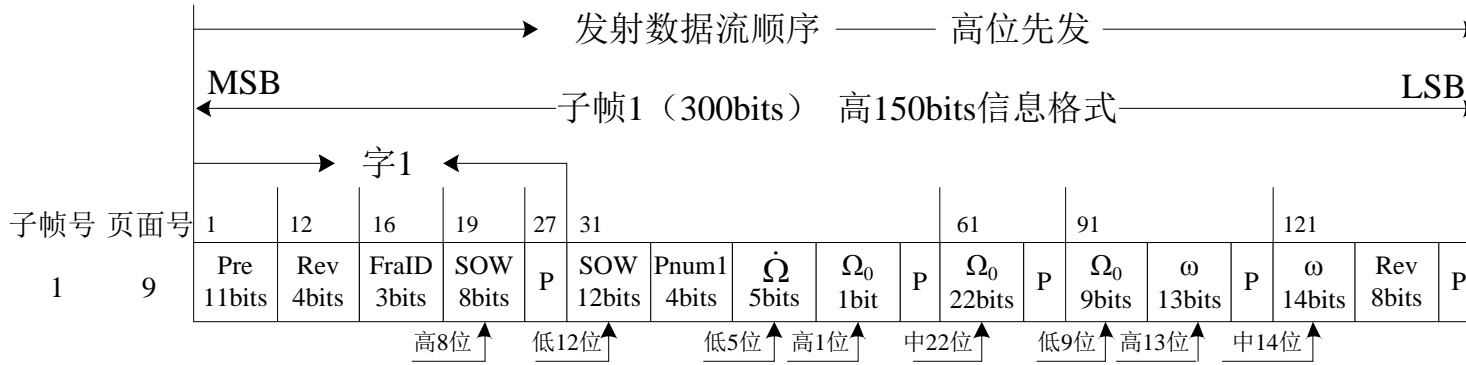 发射数据流顺序 高位先发
MSB
LSB
子帧1（300bits） 高150bits信息格式
字1
子帧号 页面号 1 12 16 19 27 31 61 91 121
1 9 Pre 11bits Rev 4bits FraID 3bits SOW 8bits P SOW 12bits Pnum1 4bits Ω̇ 5bits Ω₀ 1bit P Ω₀ 22bits P Ω₀ 9bits ω 13bits P ω 14bits Rev 8bits P
高8位 低12位 低5位 高1位 中22位 低9位 高13位 中14位